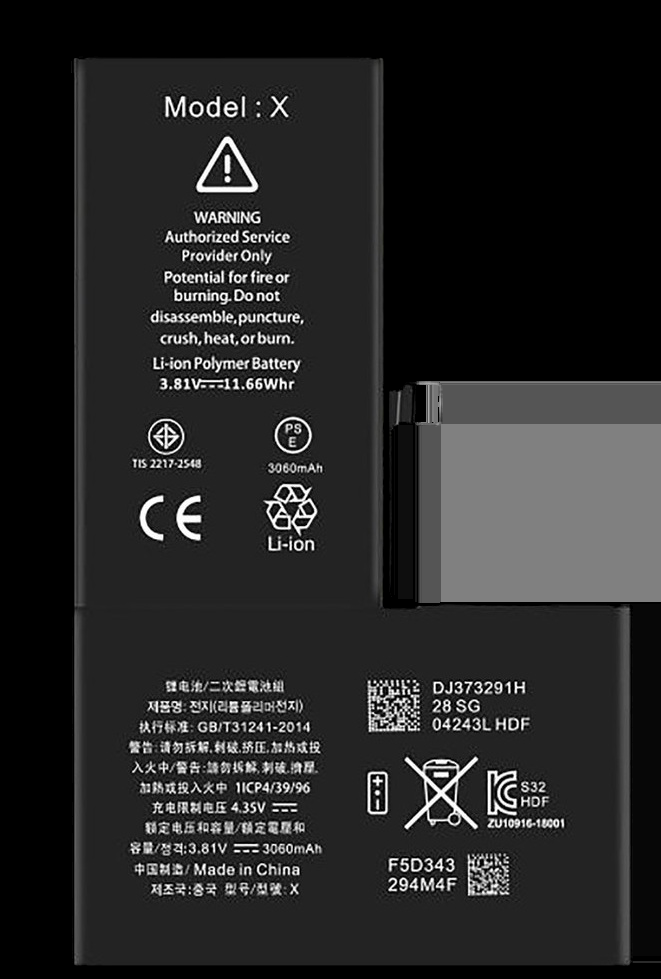 Model : X
WARNING
Authorized Service
Provider Only
Potential for fire or
burning. Do not
disassemble, puncture,
crush, heat, or burn.
Li-ion Polymer Battery
3.81V⎓11.66Whr
TIS 2217-2548
PS
E
3060mAh
CE
Li-ion
锂电池/二次鋰電池組
제품명: 전지(리튬폴리머전지)
执行标准: GB/T31241-2014
警告: 请勿拆解, 刺破, 挤压, 加热或投
入火中/警告: 請勿拆解, 刺破, 擠壓,
加熱或投入火中 1ICP4/39/96
充电限制电压 4.35V ⎓
额定电压和容量/額定電壓和
容量/정격:3.81V ⎓ 3060mAh
中国制造/ Made in China
제조국:중국 型号/型號: X
DJ373291H
28 SG
04243L HDF
S32
HDF
ZU10916-18001
F5D343
294M4F